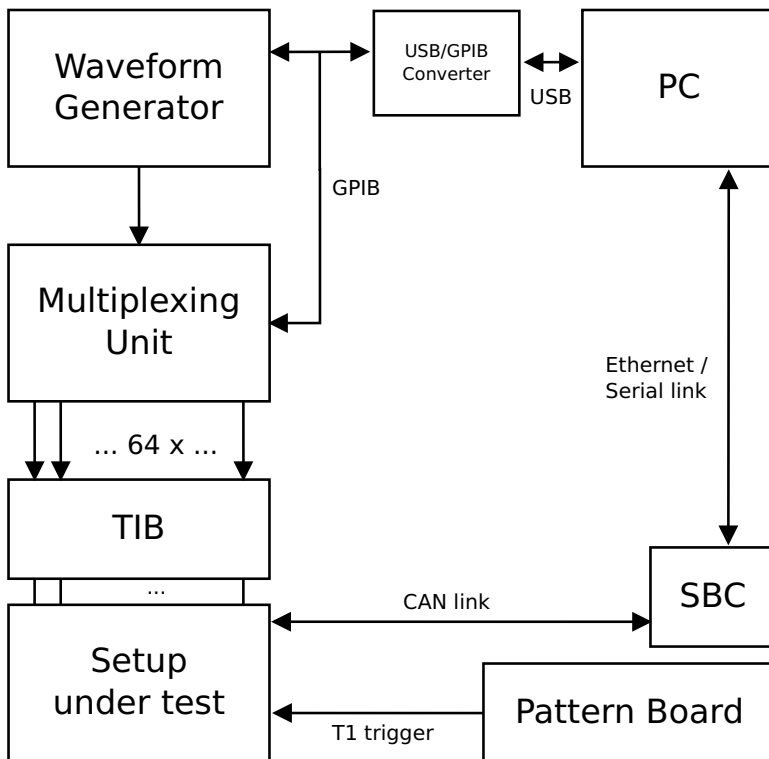 Waveform
Generator
USB/GPIB
Converter
USB
PC
GPIB
Multiplexing
Unit
Ethernet /
Serial link
... 64 x ...
TIB
...
CAN link
SBC
Setup
under test
T1 trigger
Pattern Board